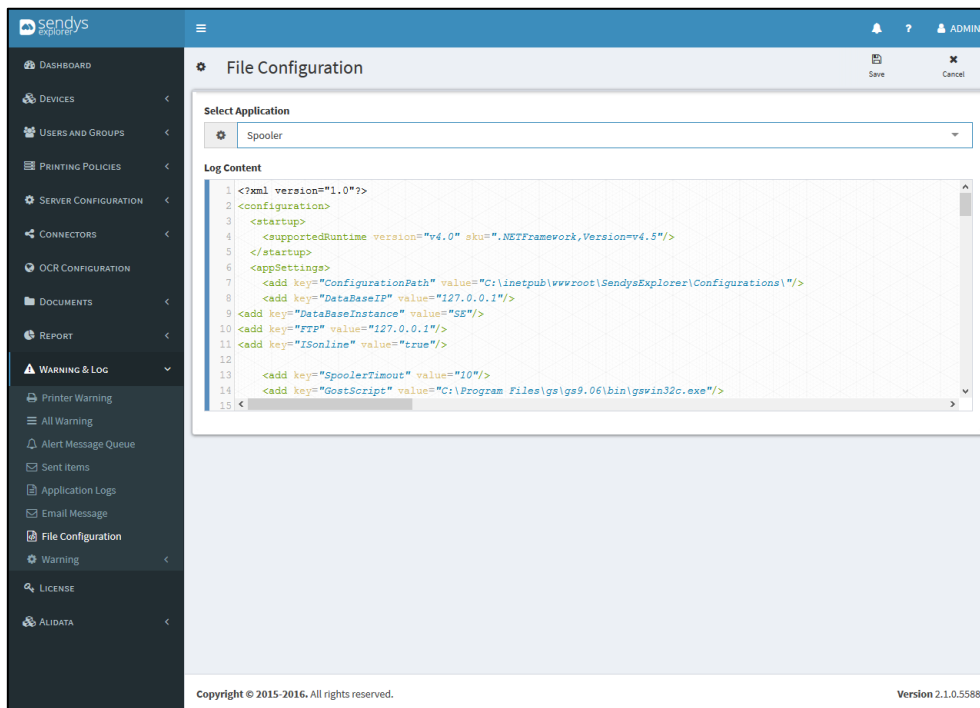 sendys
explorer
? ADMIN
DASHBOARD
DEVICES
USERS AND GROUPS
PRINTING POLICIES
SERVER CONFIGURATION
CONNECTORS
OCR CONFIGURATION
DOCUMENTS
REPORT
WARNING & LOG
Printer Warning
All Warning
Alert Message Queue
Sent items
Application Logs
Email Message
File Configuration
Warning
LICENSE
ALIDATA
File Configuration
Save
Cancel
Select Application
Spooler
Log Content
1 <?xml version="1.0"?>
2 <configuration>
3 <startup>
4 <supportedRuntime version="v4.0" sku=".NETFramework,Version=v4.5"/>
5 </startup>
6 <appSettings>
7 <add key="ConfigurationPath" value="C:\inetpub\wwwroot\SendysExplorer\Configurations\"/>
8 <add key="DataBaseIP" value="127.0.0.1"/>
9 <add key="DataBaseInstance" value="SE"/>
10 <add key="FTP" value="127.0.0.1"/>
11 <add key="ISonline" value="true"/>
12
13 <add key="SpoolerTimout" value="10"/>
14 <add key="GostScript" value="C:\Program Files\gs\gs9.06\bin\gswin32c.exe"/>
15
Copyright © 2015-2016. All rights reserved.
Version 2.1.0.5588